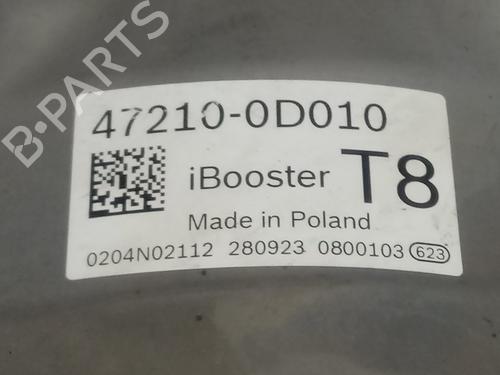 B-PARTS
47210-0D010
iBooster T8
Made in Poland
0204N02112 280923 0800103 623